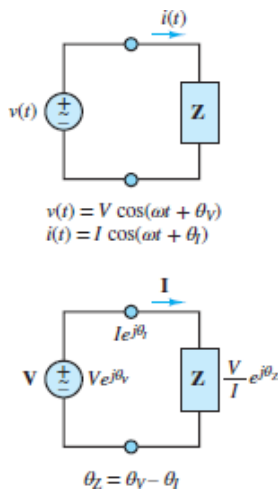 i(t)
+
~
−
v(t)
Z
v(t) = V cos(ωt + θ_V)
i(t) = I cos(ωt + θ_I)
I
Ie^{jθ_I}
+
~
−
V Ve^{jθ_V} Z V/I e^{jθ_Z}
θ_Z = θ_V − θ_I